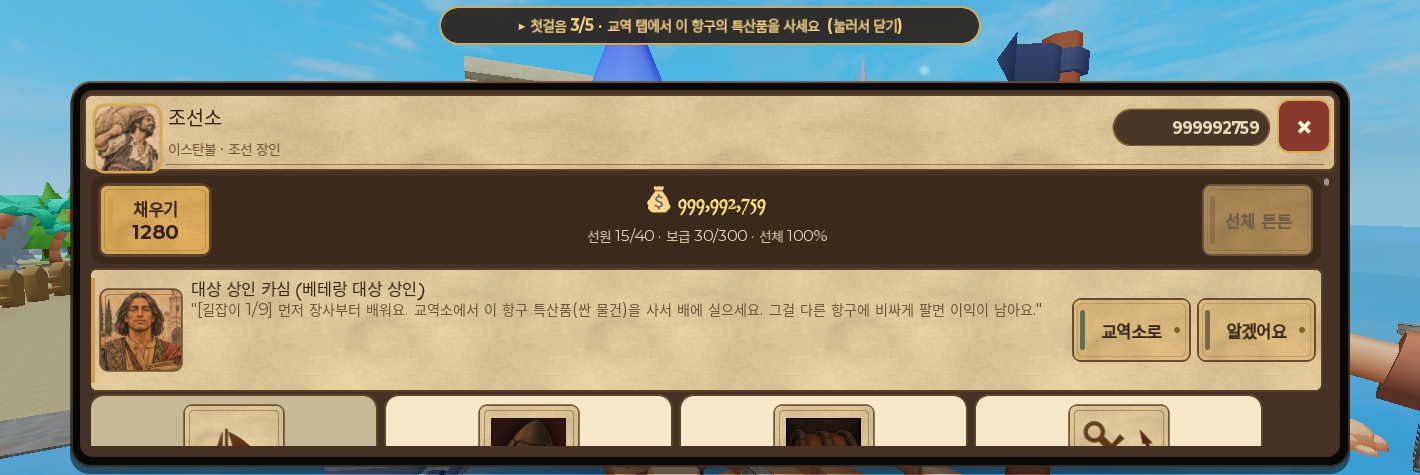 ▸ 첫걸음 3/5 · 교역 탭에서 이 항구의 특산품을 사세요 (눌러서 닫기)
조선소
이스탄불 · 조선 장인
999992759
×
채우기
1280
$ 999,992,759
선원 15/40 · 보급 30/300 · 선체 100%
선체 튼튼
대상 상인 카심 (베테랑 대상 상인)
"[길잡이 1/9] 먼저 장사부터 배워요. 교역소에서 이 항구 특산품(싼 물건)을 사서 배에 실으세요. 그걸 다른 항구에 비싸게 팔면 이익이 남아요."
교역소로
알겠어요